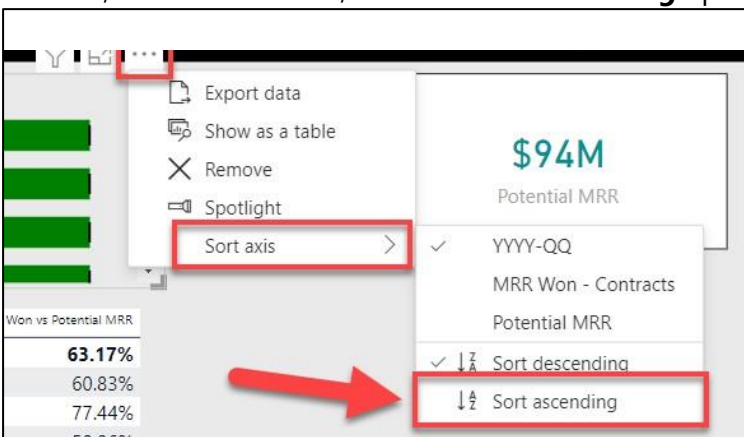 Export data
Show as a table
Remove
Spotlight
Sort axis
$94M
Potential MRR
YYYY-QQ
MRR Won - Contracts
Potential MRR
Sort descending
Sort ascending
Won vs Potential MRR
63.17%
60.83%
77.44%